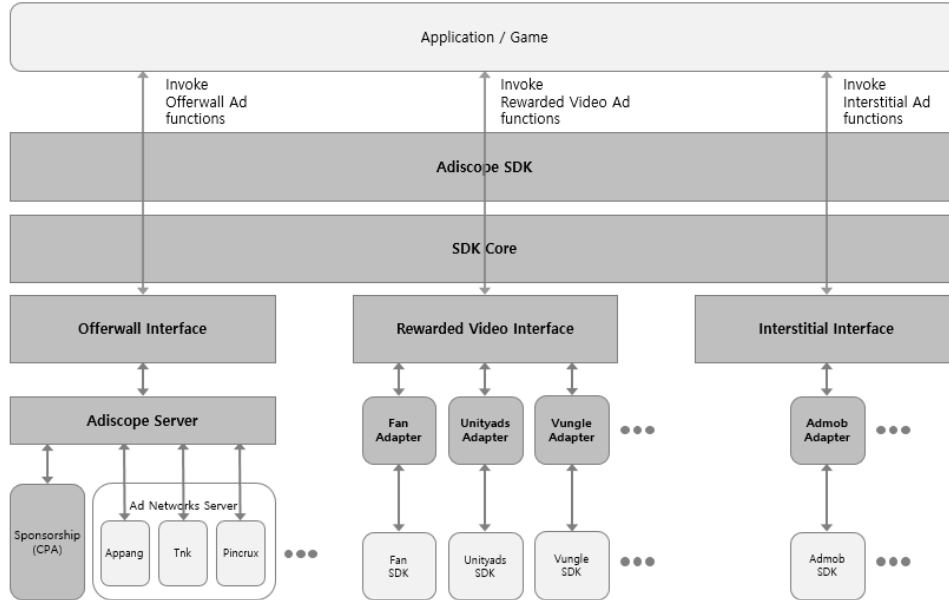 Application / Game
Invoke
Offerwall Ad
functions
Invoke
Rewarded Video Ad
functions
Invoke
Interstitial Ad
functions
Adiscope SDK
SDK Core
Offerwall Interface
Rewarded Video Interface
Interstitial Interface
Adiscope Server
Fan
Adapter
Unityads
Adapter
Vungle
Adapter
Admob
Adapter
Sponsorship
(CPA)
Ad Networks Server
Appang
Tnk
Pincrux
Fan
SDK
Unityads
SDK
Vungle
SDK
Admob
SDK